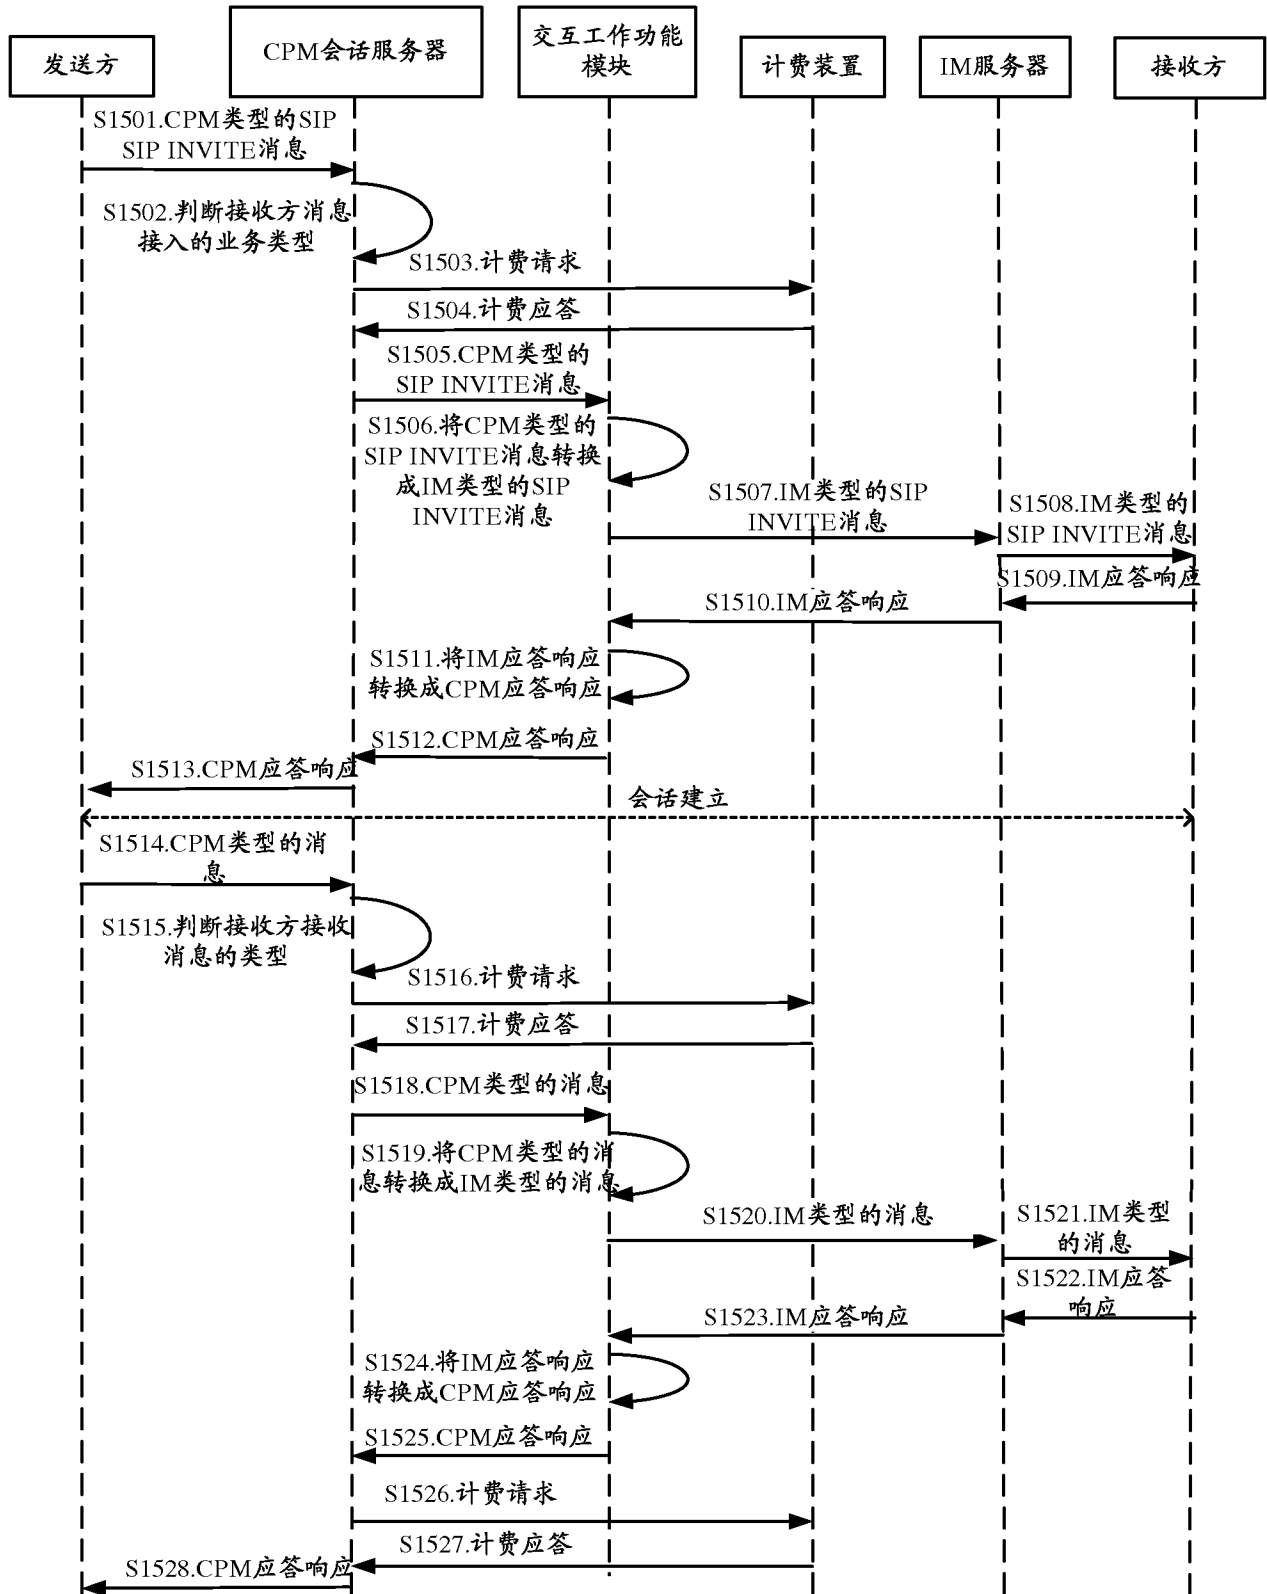 发送方
CPM会话服务器
交互工作功能
模块
计费装置
IM服务器
接收方
S1501.CPM类型的SIP
SIP INVITE消息
S1502.判断接收方消息
接入的业务类型
S1503.计费请求
S1504.计费应答
S1505.CPM类型的
SIP INVITE消息
S1506.将CPM类型的
SIP INVITE消息转换
成IM类型的SIP
INVITE消息
S1507.IM类型的SIP
INVITE消息
S1508.IM类型的
SIP INVITE消息
S1509.IM应答响应
S1510.IM应答响应
S1511.将IM应答响应
转换成CPM应答响应
S1512.CPM应答响应
S1513.CPM应答响应
会话建立
S1514.CPM类型的消
息
S1515.判断接收方接收
消息的类型
S1516.计费请求
S1517.计费应答
S1518.CPM类型的消息
S1519.将CPM类型的消
息转换成IM类型的消息
S1520.IM类型的消息
S1521.IM类型
的消息
S1522.IM应答
响应
S1523.IM应答响应
S1524.将IM应答响应
转换成CPM应答响应
S1525.CPM应答响应
S1526.计费请求
S1527.计费应答
S1528.CPM应答响应